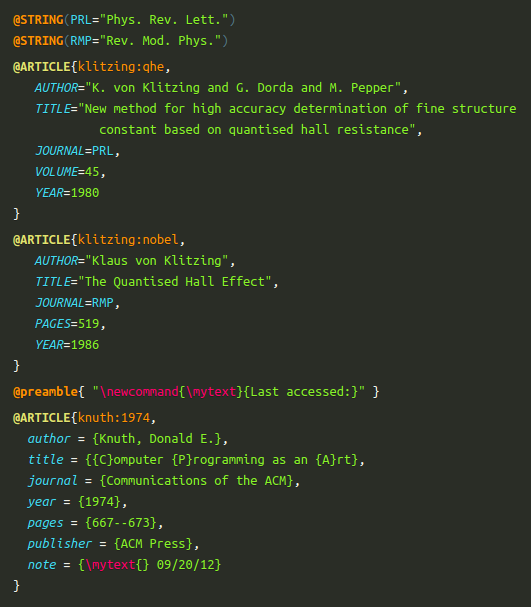 @STRING(PRL="Phys. Rev. Lett.")
@STRING(RMP="Rev. Mod. Phys.")
@ARTICLE{klitzing:qhe,
   AUTHOR="K. von Klitzing and G. Dorda and M. Pepper",
   TITLE="New method for high accuracy determination of fine structure
            constant based on quantised hall resistance",
   JOURNAL=PRL,
   VOLUME=45,
   YEAR=1980
}
@ARTICLE{klitzing:nobel,
   AUTHOR="Klaus von Klitzing",
   TITLE="The Quantised Hall Effect",
   JOURNAL=RMP,
   PAGES=519,
   YEAR=1986
}
@preamble{ "\newcommand{\mytext}{Last accessed:}" }
@ARTICLE{knuth:1974,
  author = {Knuth, Donald E.},
  title = {{C}omputer {P}rogramming as an {A}rt},
  journal = {Communications of the ACM},
  year = {1974},
  pages = {667--673},
  publisher = {ACM Press},
  note = {\mytext{} 09/20/12}
}